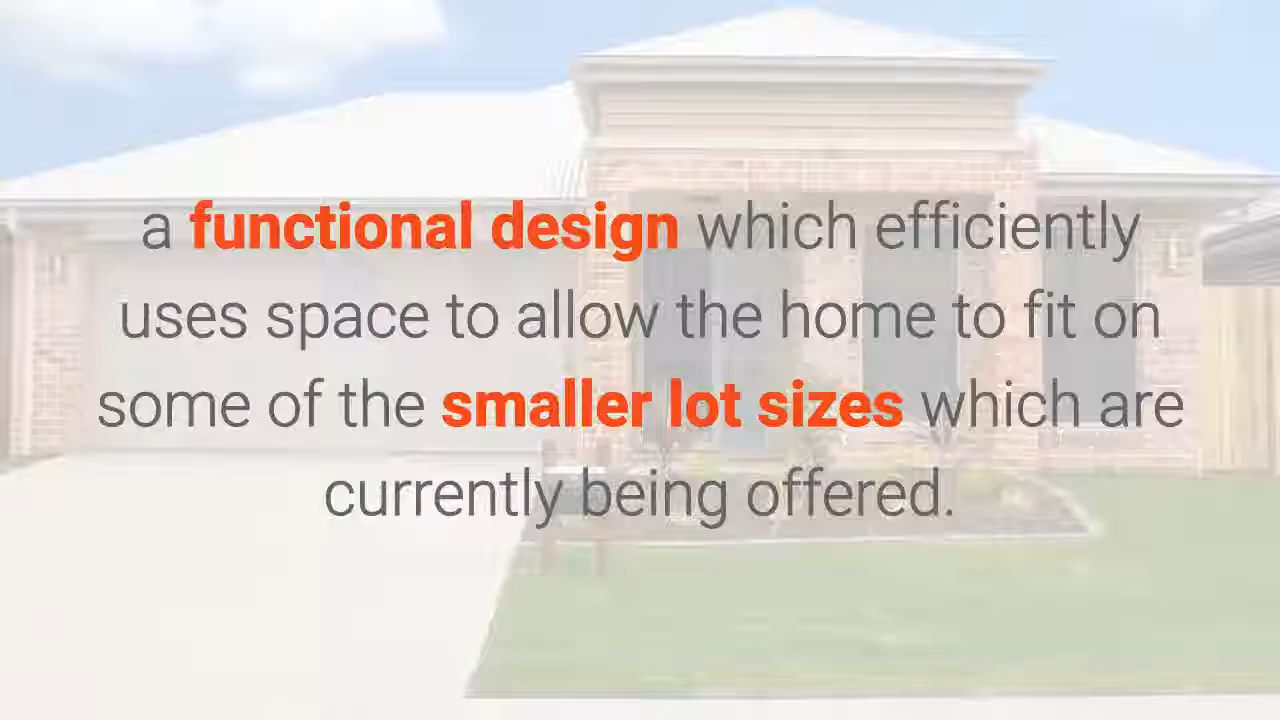 a functional design which efficiently
uses space to allow the home to fit on
some of the smaller lot sizes which are
currently being offered.